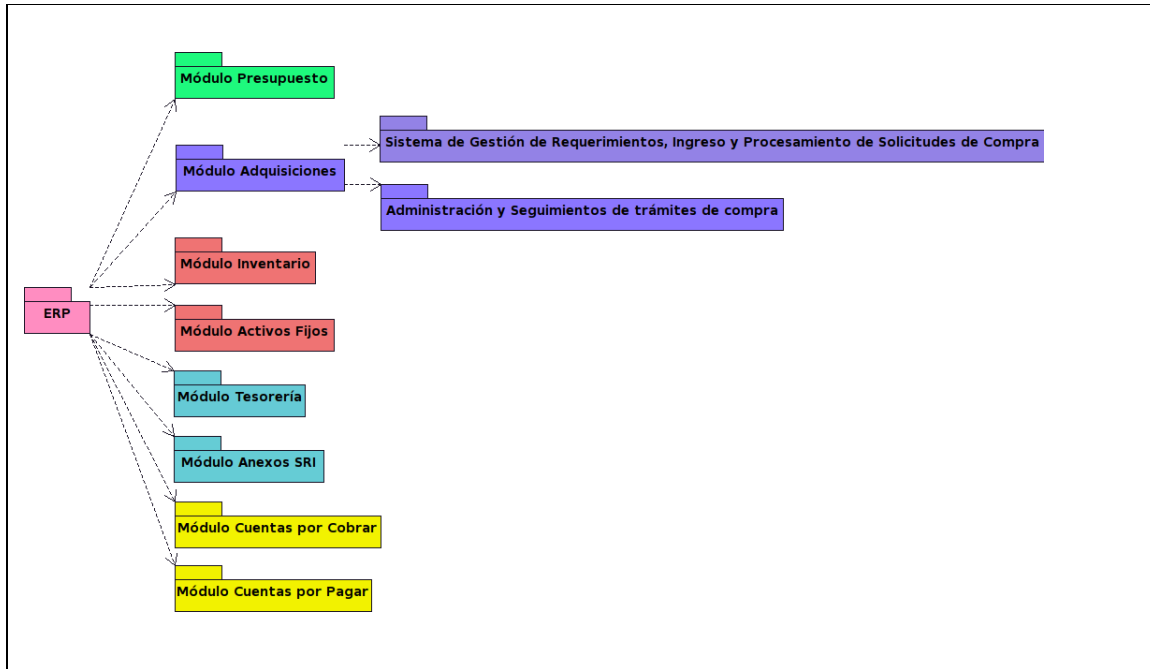 Módulo Presupuesto
Sistema de Gestión de Requerimientos, Ingreso y Procesamiento de Solicitudes de Compra
Módulo Adquisiciones
Administración y Seguimientos de trámites de compra
Módulo Inventario
ERP
Módulo Activos Fijos
Módulo Tesorería
Módulo Anexos SRI
Módulo Cuentas por Cobrar
Módulo Cuentas por Pagar